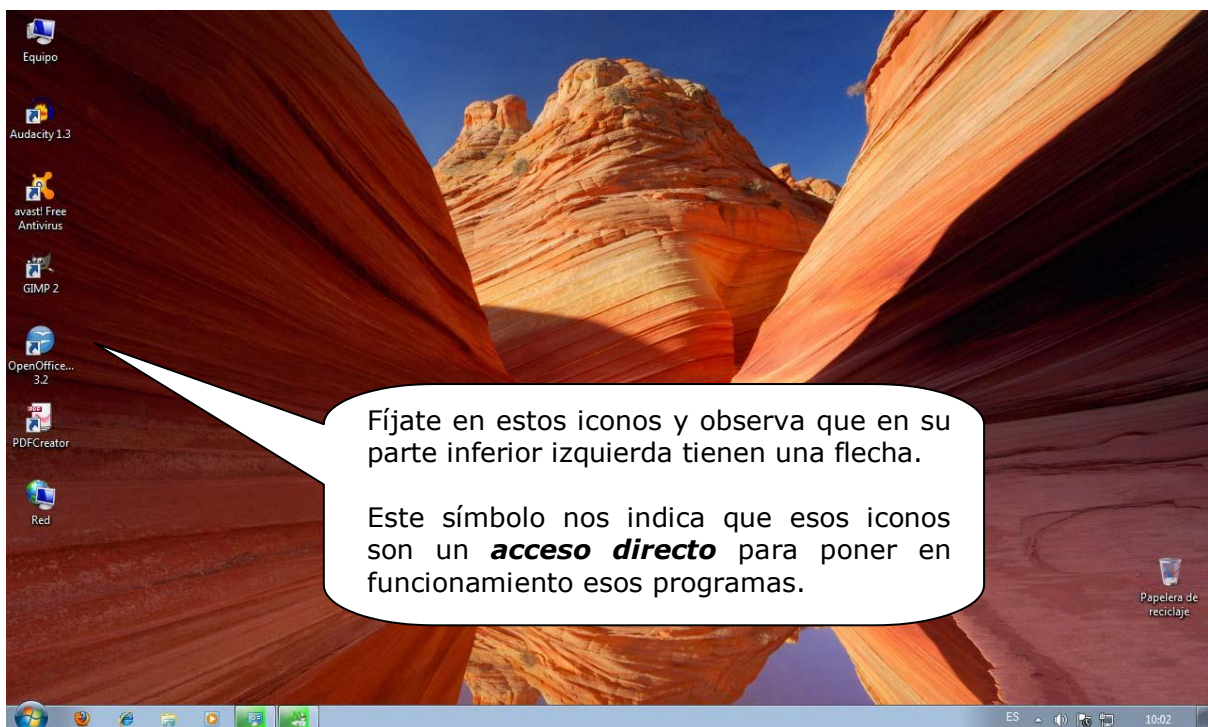 Equipo
Audacity 1.3
avast! Free
Antivirus
GIMP 2
OpenOffice...
3.2
PDF
PDFCreator
Red
Fíjate en estos iconos y observa que en su
parte inferior izquierda tienen una flecha.
Este símbolo nos indica que esos iconos
son un acceso directo para poner en
funcionamiento esos programas.
Papelera de
reciclaje
ES
10:02